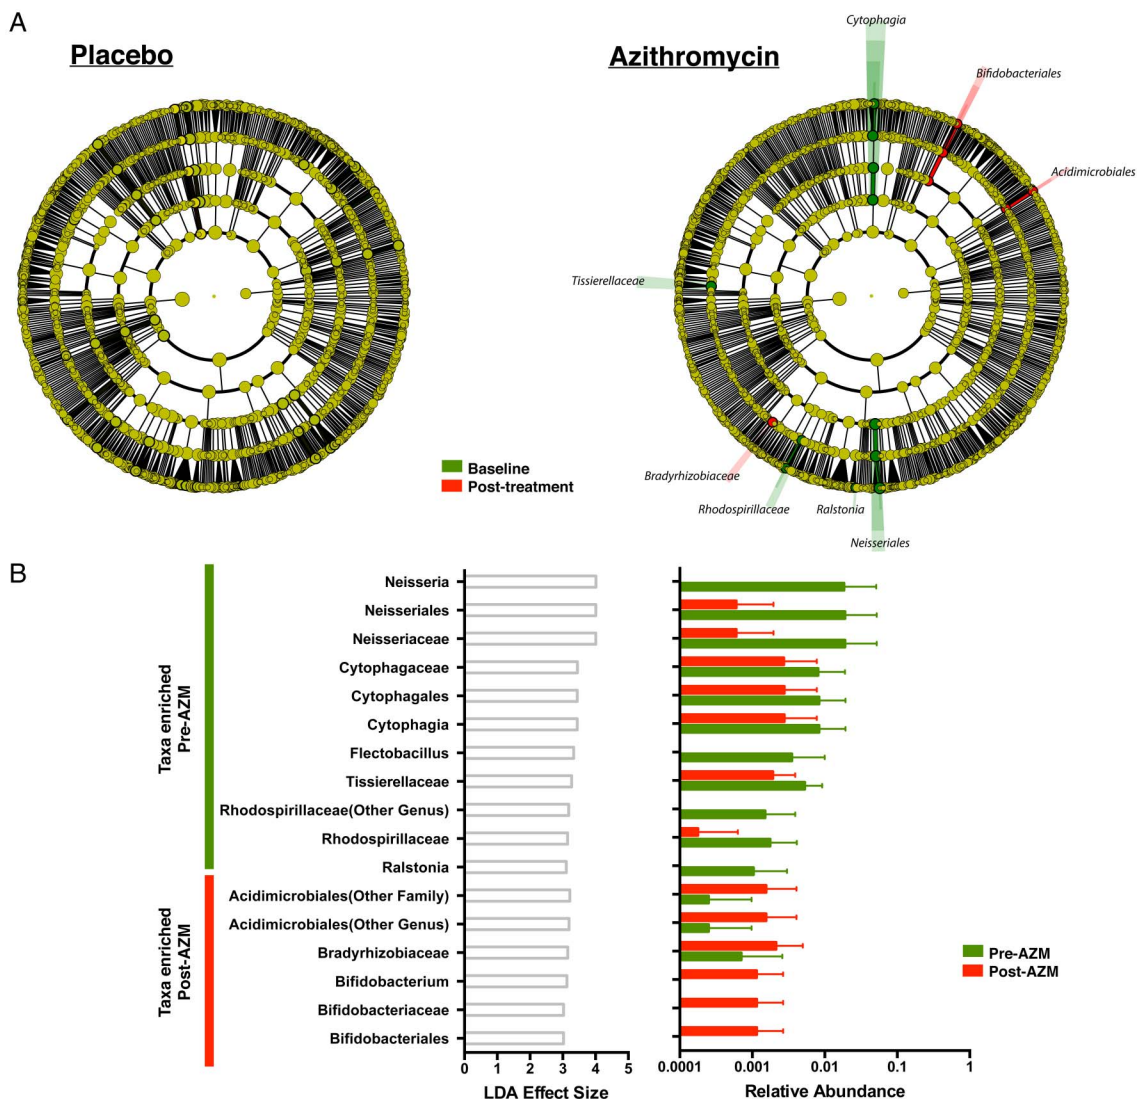 A
Placebo
Azithromycin
Cytophagia
Bifidobacteriales
Acidimicrobiales
Tissierellaceae
Bradyrhizobiaceae
Rhodospirillaceae
Ralstonia
Neisseriales
Baseline
Post-treatment
B
Taxa enriched
Pre-AZM
Taxa enriched
Post-AZM
Neisseria
Neisseriales
Neisseriaceae
Cytophagaceae
Cytophagales
Cytophagia
Flectobacillus
Tissierellaceae
Rhodospirillaceae(Other Genus)
Rhodospirillaceae
Ralstonia
Acidimicrobiales(Other Family)
Acidimicrobiales(Other Genus)
Bradyrhizobiaceae
Bifidobacterium
Bifidobacteriaceae
Bifidobacteriales
0 1 2 3 4 5
LDA Effect Size
Pre-AZM
Post-AZM
0.0001 0.001 0.01 0.1 1
Relative Abundance